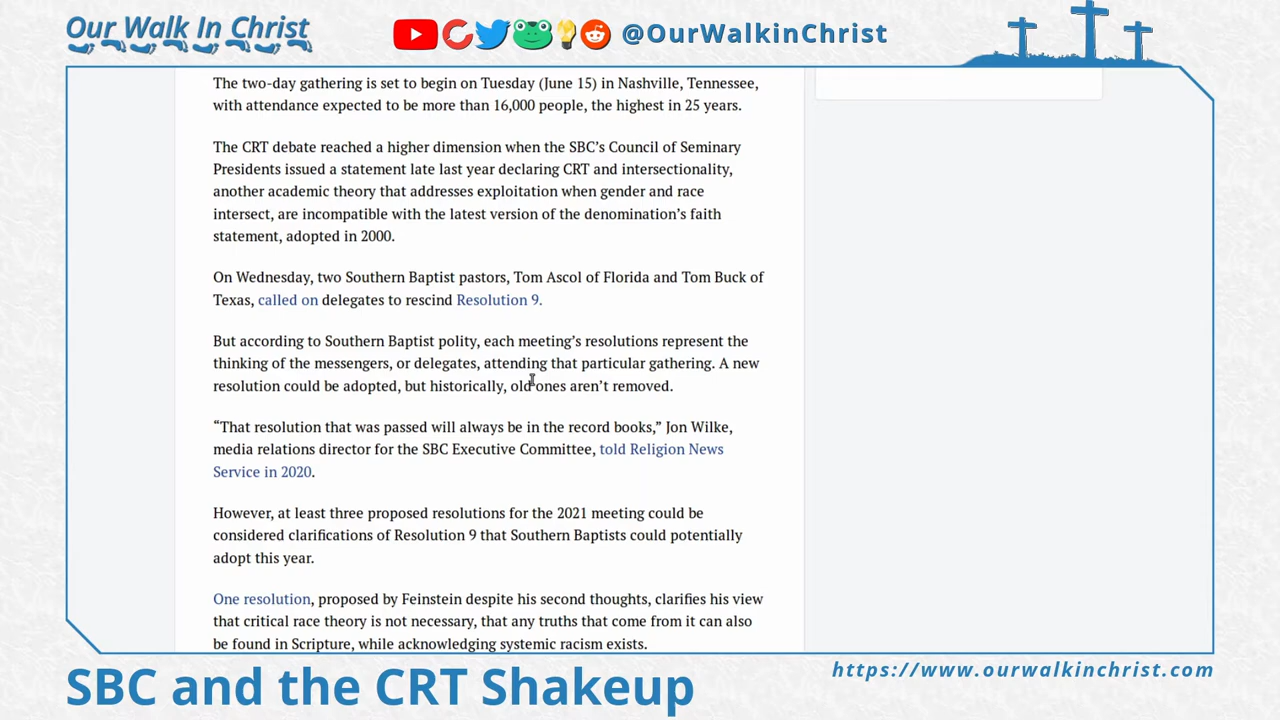 Our Walk In Christ
@OurWalkinChrist
The two-day gathering is set to begin on Tuesday (June 15) in Nashville, Tennessee,
with attendance expected to be more than 16,000 people, the highest in 25 years.
The CRT debate reached a higher dimension when the SBC’s Council of Seminary
Presidents issued a statement late last year declaring CRT and intersectionality,
another academic theory that addresses exploitation when gender and race
intersect, are incompatible with the latest version of the denomination’s faith
statement, adopted in 2000.
On Wednesday, two Southern Baptist pastors, Tom Ascol of Florida and Tom Buck of
Texas, called on delegates to rescind Resolution 9.
But according to Southern Baptist polity, each meeting’s resolutions represent the
thinking of the messengers, or delegates, attending that particular gathering. A new
resolution could be adopted, but historically, old ones aren’t removed.
“That resolution that was passed will always be in the record books,” Jon Wilke,
media relations director for the SBC Executive Committee, told Religion News
Service in 2020.
However, at least three proposed resolutions for the 2021 meeting could be
considered clarifications of Resolution 9 that Southern Baptists could potentially
adopt this year.
One resolution, proposed by Feinstein despite his second thoughts, clarifies his view
that critical race theory is not necessary, that any truths that come from it can also
be found in Scripture, while acknowledging systemic racism exists.
SBC and the CRT Shakeup
https://www.ourwalkinchrist.com